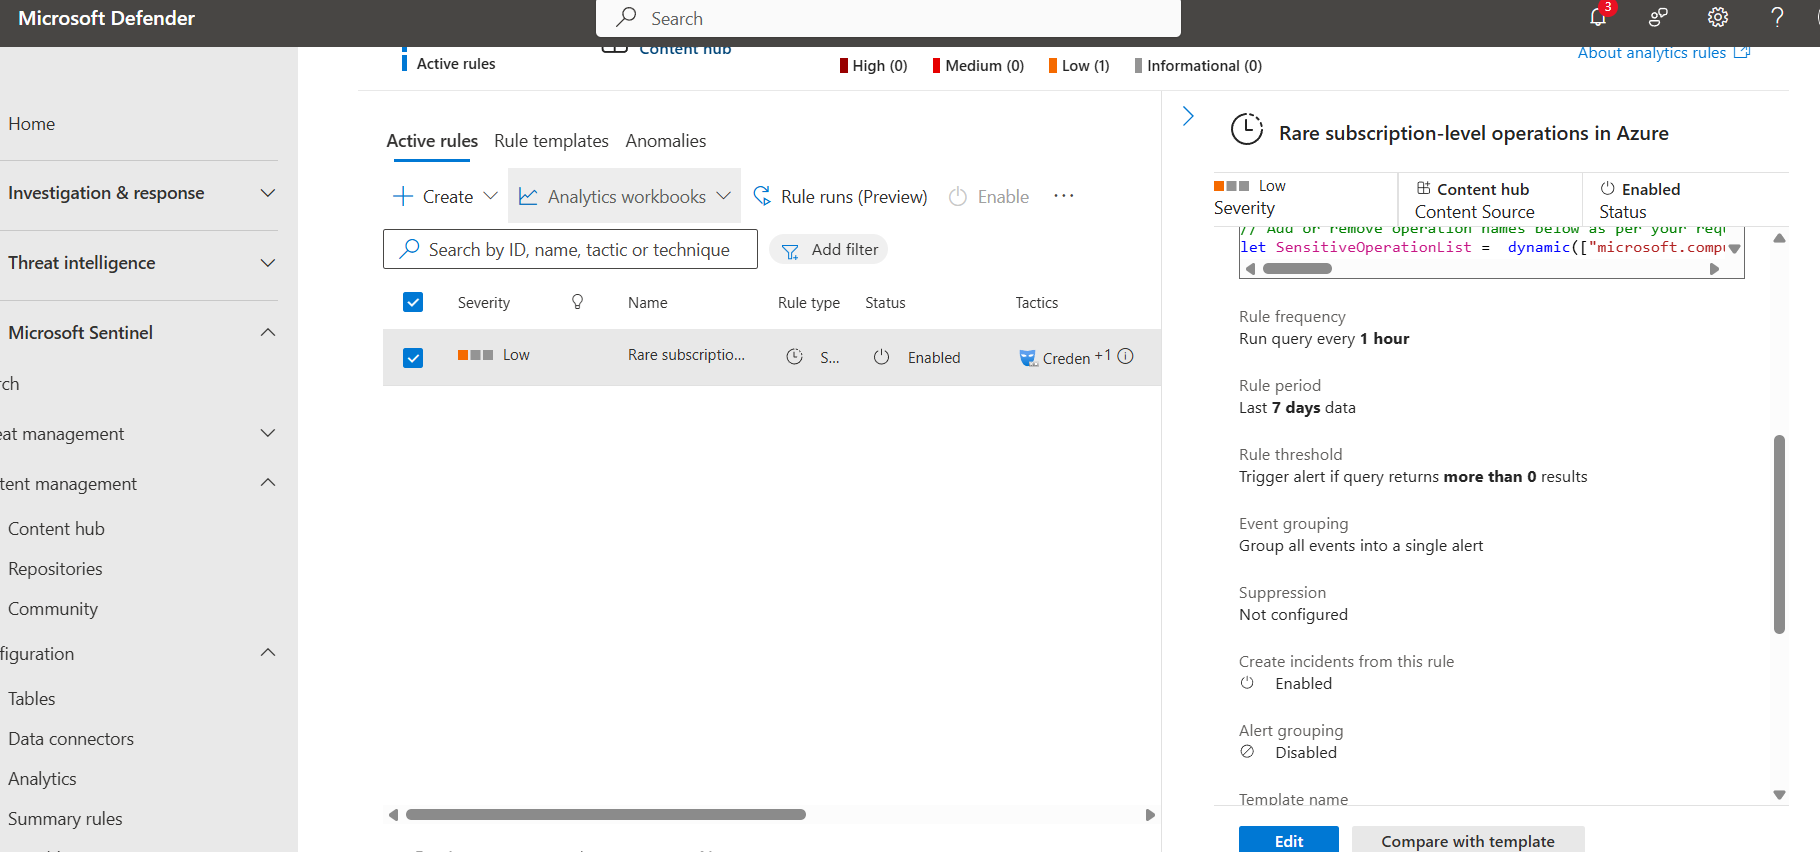 Microsoft Defender
Search
3
Home
Investigation & response
Threat intelligence
Microsoft Sentinel
rch
eat management
tent management
Content hub
Repositories
Community
figuration
Tables
Data connectors
Analytics
Summary rules
Active rules
Content hub
High (0)
Medium (0)
Low (1)
Informational (0)
About analytics rules
Active rules
Rule templates
Anomalies
Create
Analytics workbooks
Rule runs (Preview)
Enable
...
Search by ID, name, tactic or technique
Add filter
Severity
Name
Rule type
Status
Tactics
Low
Rare subscriptio...
S...
Enabled
Creden +1
Rare subscription-level operations in Azure
Low
Severity
Content hub
Content Source
Enabled
Status
// Add or remove operation names below as per your requ
let SensitiveOperationList =  dynamic(["microsoft.compu
Rule frequency
Run query every 1 hour
Rule period
Last 7 days data
Rule threshold
Trigger alert if query returns more than 0 results
Event grouping
Group all events into a single alert
Suppression
Not configured
Create incidents from this rule
Enabled
Alert grouping
Disabled
Template name
Edit
Compare with template